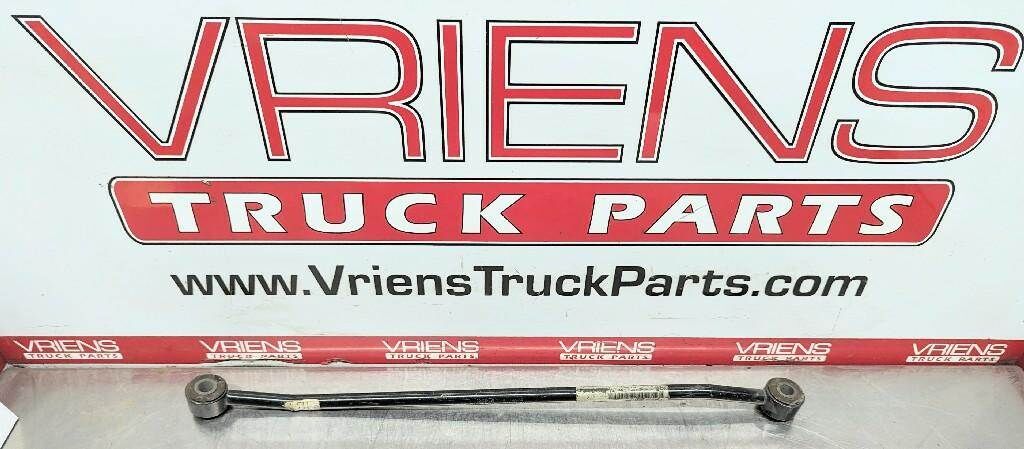 VRIENS
TRUCK PARTS
www.VriensTruckParts.com
VRIENS VRIENS VRIENS VRIENS VRIENS VRIENS
TRUCK PARTS TRUCK PARTS TRUCK PARTS TRUCK PARTS TRUCK PARTS TRUCK PARTS